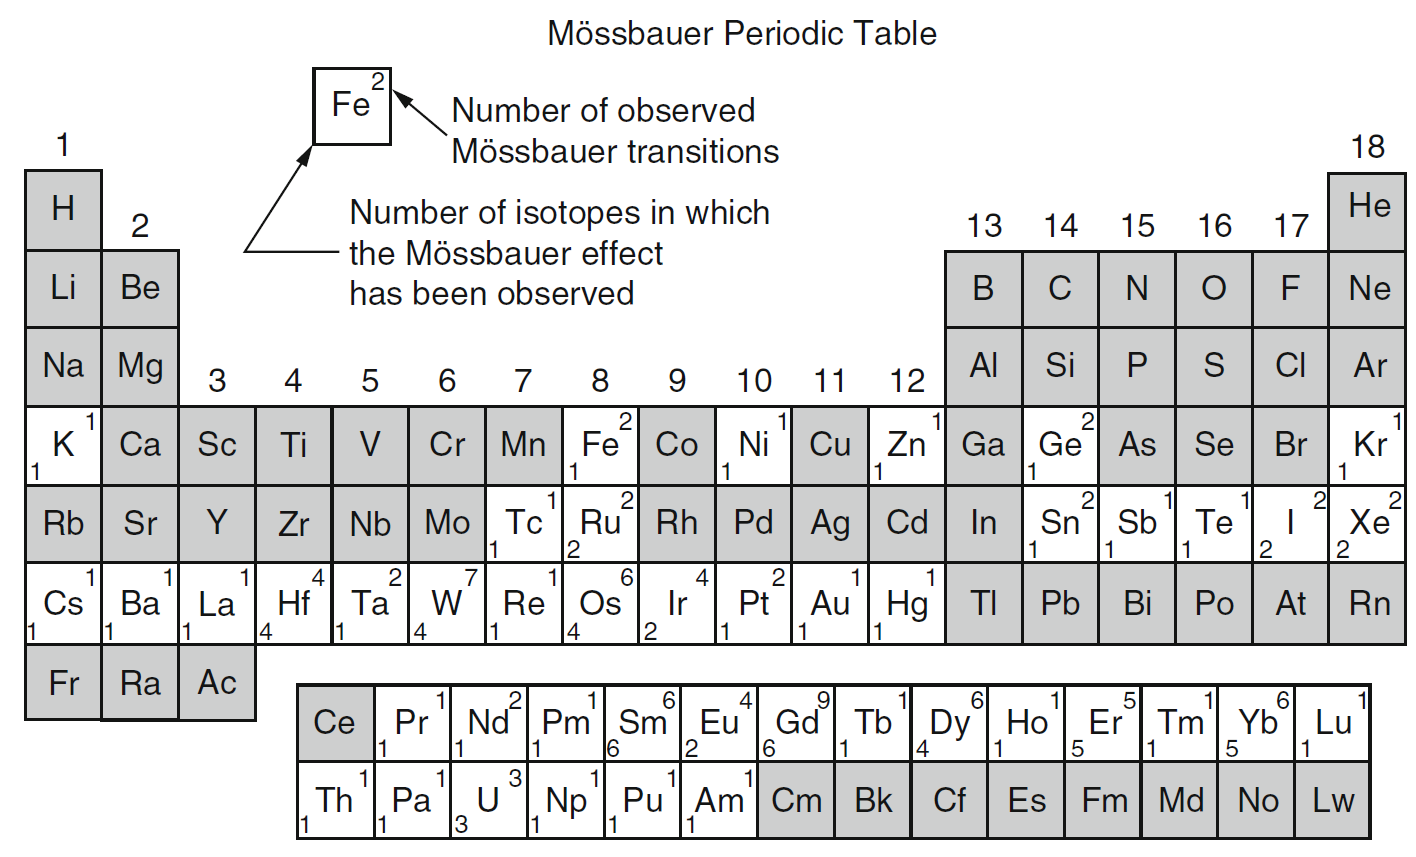 Mössbauer Periodic Table
Fe 2
Number of observed
Mössbauer transitions
Number of isotopes in which
the Mössbauer effect
has been observed
1 18
H 2 13 14 15 16 17 He
Li Be B C N O F Ne
Na Mg 3 4 5 6 7 8 9 10 11 12 Al Si P S Cl Ar
K 1 1 Ca Sc Ti V Cr Mn Fe 2 1 Co Ni 1 1 Cu Zn 1 1 Ga Ge 2 1 As Se Br Kr 1 1
Rb Sr Y Zr Nb Mo Tc 1 1 Ru 2 2 Rh Pd Ag Cd In Sn 2 1 Sb 1 1 Te 1 1 I 2 2 Xe 2 2
Cs 1 1 Ba 1 1 La 1 1 Hf 4 4 Ta 2 1 W 7 4 Re 1 1 Os 6 4 Ir 4 2 Pt 2 1 Au 1 1 Hg 1 1 Tl Pb Bi Po At Rn
Fr Ra Ac
Ce Pr 1 1 Nd 2 1 Pm 1 1 Sm 6 6 Eu 4 2 Gd 9 6 Tb 1 1 Dy 6 4 Ho 1 1 Er 5 5 Tm 1 1 Yb 6 5 Lu 1 1
Th 1 1 Pa 1 1 U 3 3 Np 1 1 Pu 1 1 Am 1 1 Cm Bk Cf Es Fm Md No Lw